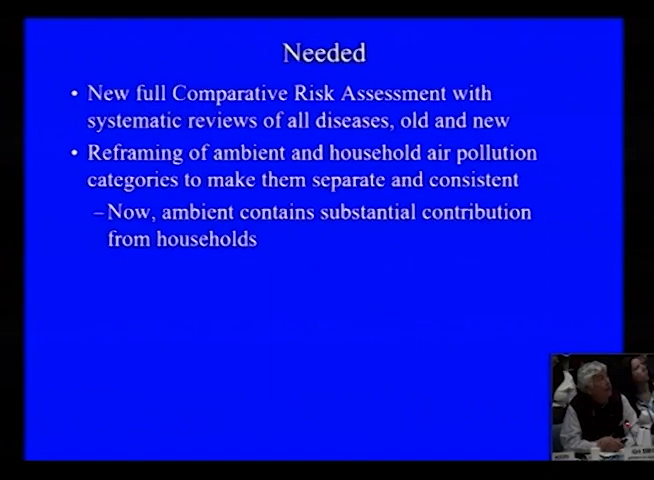 Needed
• New full Comparative Risk Assessment with
systematic reviews of all diseases, old and new
• Reframing of ambient and household air pollution
categories to make them separate and consistent
– Now, ambient contains substantial contribution
from households